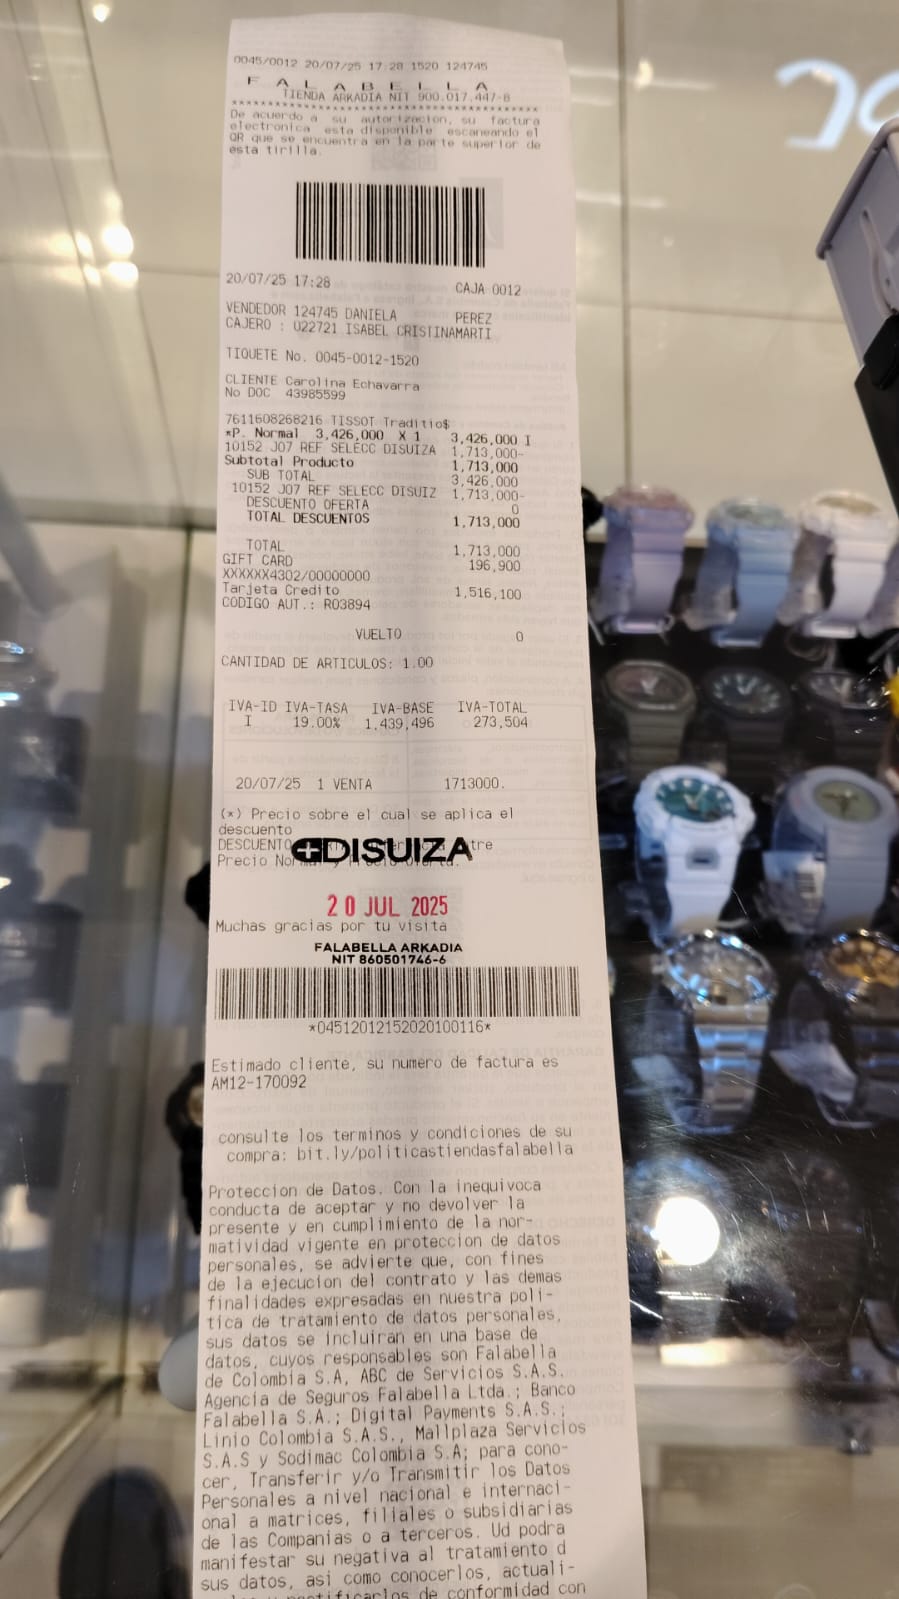 0045/0012 20/07/25 17:28 1520 124745
F A L A B E L L A
TIENDA ARKADIA NIT 900.017.447-8
****************************************
De acuerdo a su autorizacion, su factura
electronica esta disponible escaneando el
QR que se encuentra en la parte superior de
esta tirilla.
20/07/25 17:28 CAJA 0012
VENDEDOR 124745 DANIELA PEREZ
CAJERO : U22721 ISABEL CRISTINAMARTI
TIQUETE No. 0045-0012-1520
CLIENTE Carolina Echavarra
No DOC 43985599
7611608268216 TISSOT Traditio$
*P. Normal 3,426,000 X 1 3,426,000 I
10152 J07 REF SELECC DISUIZA 1,713,000-
Subtotal Producto 1,713,000
SUB TOTAL 3,426,000
10152 J07 REF SELECC DISUIZ 1,713,000-
DESCUENTO OFERTA 0
TOTAL DESCUENTOS 1,713,000
TOTAL 1,713,000
GIFT CARD 196,900
XXXXXX4302/00000000
Tarjeta Credito 1,516,100
CODIGO AUT.: R03894
VUELTO 0
CANTIDAD DE ARTICULOS: 1.00
IVA-ID IVA-TASA IVA-BASE IVA-TOTAL
I 19.00% 1,439,496 273,504
20/07/25 1 VENTA 1713000.
(*) Precio sobre el cual se aplica el
descuento
DESCUENTO
DISUIZA
Precio
20 JUL 2025
Muchas gracias por tu visita
FALABELLA ARKADIA
NIT 860501746-6
*04512012152020100116*
Estimado cliente, su numero de factura es
AM12-170092
consulte los terminos y condiciones de su
compra: bit.ly/politicastiendasfalabella
Proteccion de Datos. Con la inequivoca
conducta de aceptar y no devolver la
presente y en cumplimiento de la nor-
matividad vigente en proteccion de datos
personales, se advierte que, con fines
de la ejecucion del contrato y las demas
finalidades expresadas en nuestra poli-
tica de tratamiento de datos personales,
sus datos se incluiran en una base de
datos, cuyos responsables son Falabella
de Colombia S.A, ABC de Servicios S.A.S.
Agencia de Seguros Falabella Ltda.; Banco
Falabella S.A.; Digital Payments S.A.S.;
Linio Colombia S.A.S., Mallplaza Servicios
S.A.S y Sodimac Colombia S.A; para cono-
cer, Transferir y/o Transmitir los Datos
Personales a nivel nacional e internaci-
onal a matrices, filiales o subsidiarias
de las Companias o a terceros. Ud podra
manifestar su negativa al tratamiento d
sus datos, asi como conocerlos, actuali-
de conformidad con